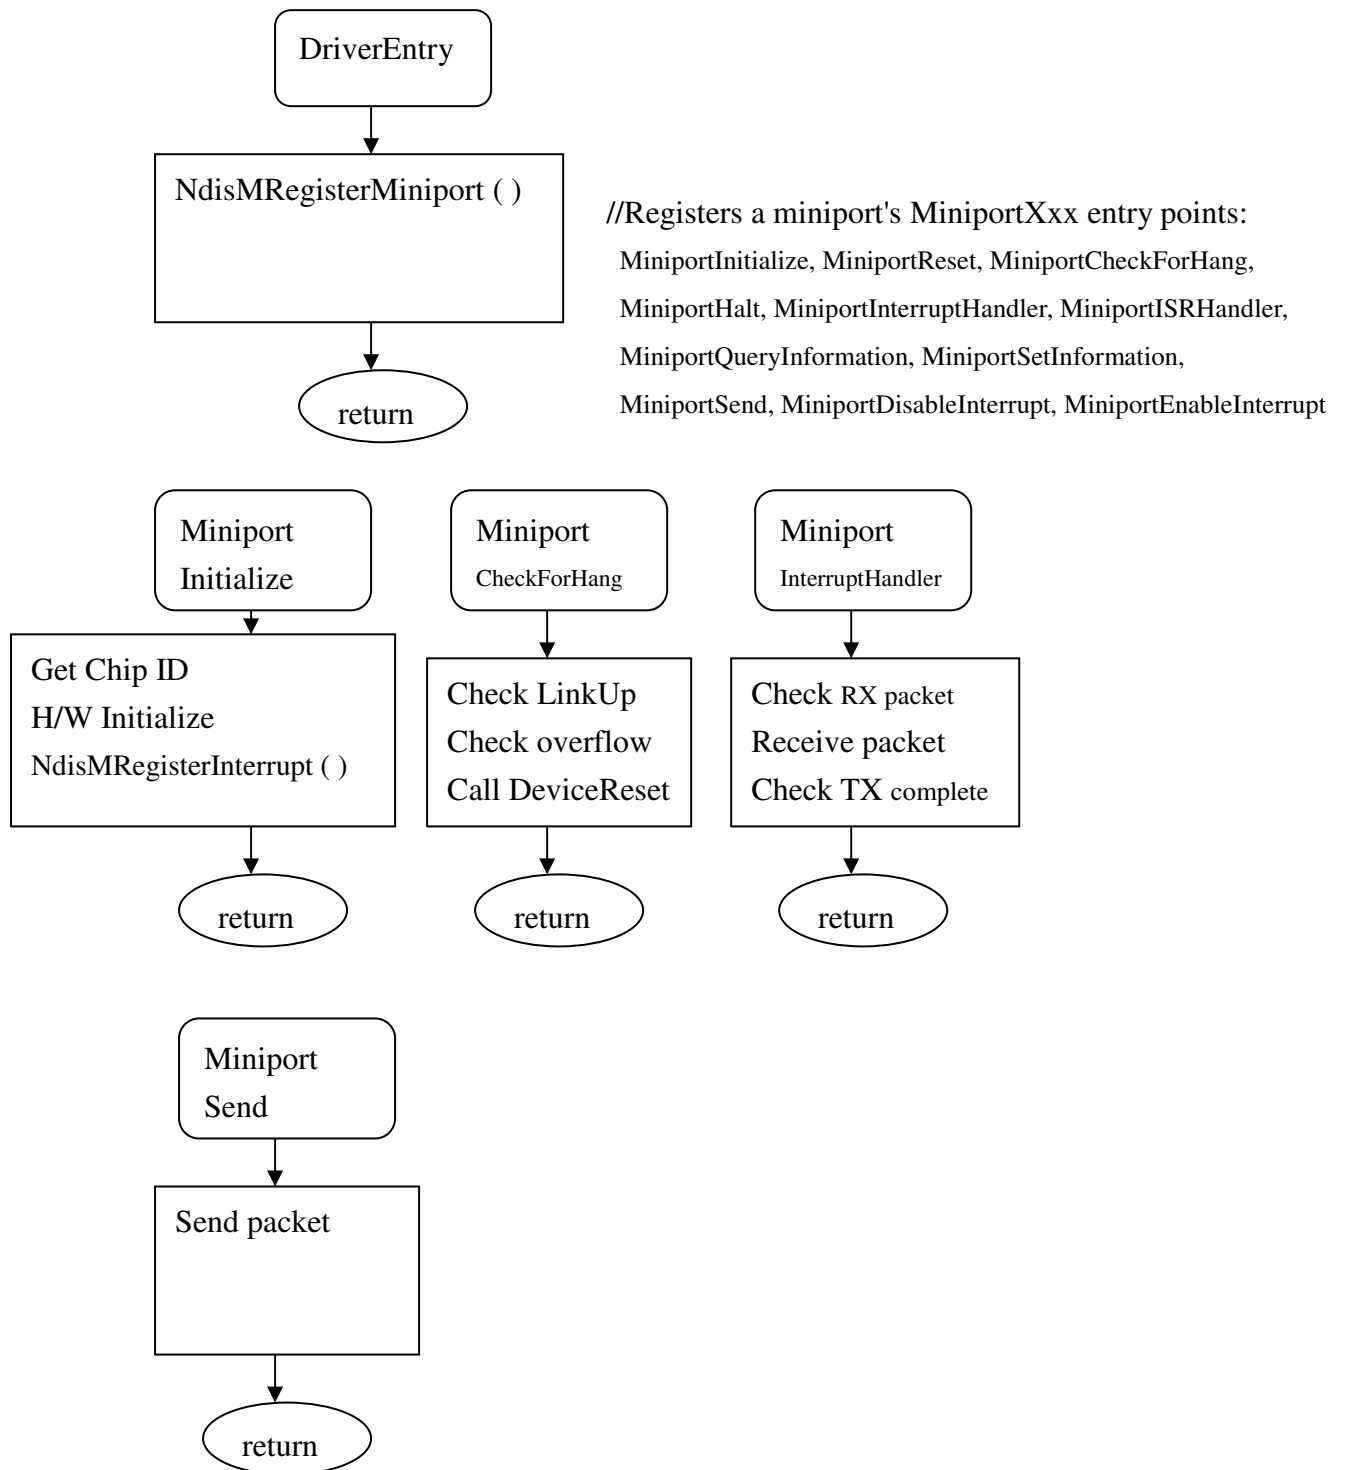 DriverEntry
NdisMRegisterMiniport ( )
//Registers a miniport's MiniportXxx entry points:
MiniportInitialize, MiniportReset, MiniportCheckForHang,
MiniportHalt, MiniportInterruptHandler, MiniportISRHandler,
MiniportQueryInformation, MiniportSetInformation,
MiniportSend, MiniportDisableInterrupt, MiniportEnableInterrupt
return
Miniport
Initialize
Get Chip ID
H/W Initialize
NdisMRegisterInterrupt ( )
return
Miniport
CheckForHang
Check LinkUp
Check overflow
Call DeviceReset
return
Miniport
InterruptHandler
Check RX packet
Receive packet
Check TX complete
return
Miniport
Send
Send packet
return